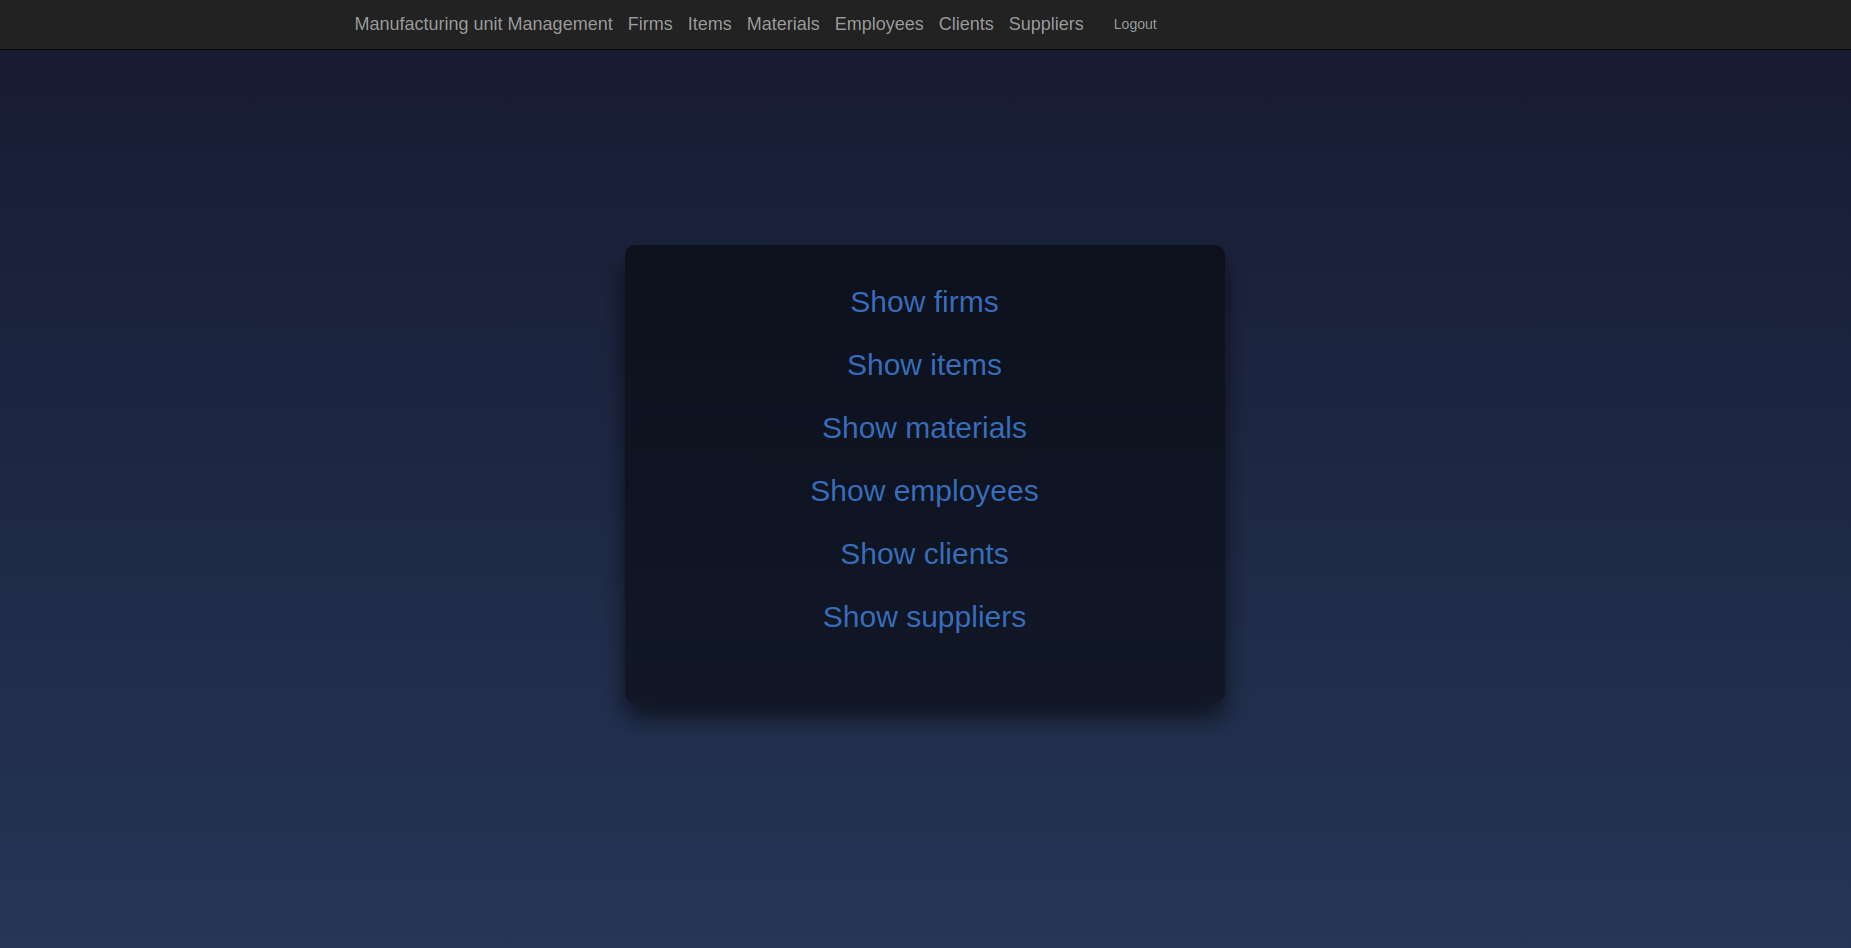 Manufacturing unit Management Firms Items Materials Employees Clients Suppliers Logout
Show firms
Show items
Show materials
Show employees
Show clients
Show suppliers